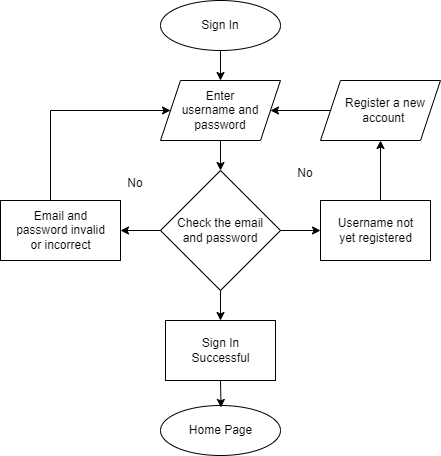 Sign In
Enter
username and
password
Register a new
account
No
No
Email and
password invalid
or incorrect
Check the email
and password
Username not
yet registered
Sign In
Successful
Home Page